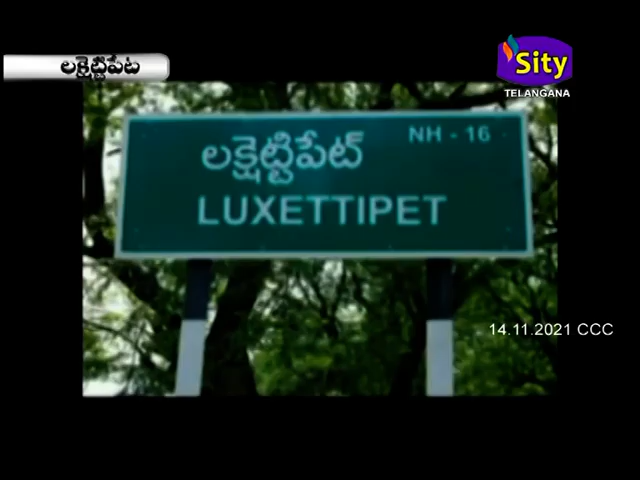 లక్షెట్టిపేట
Sity
TELANGANA
NH - 16
లక్షెట్టిపేట్
LUXETTIPET
14.11.2021 CCC